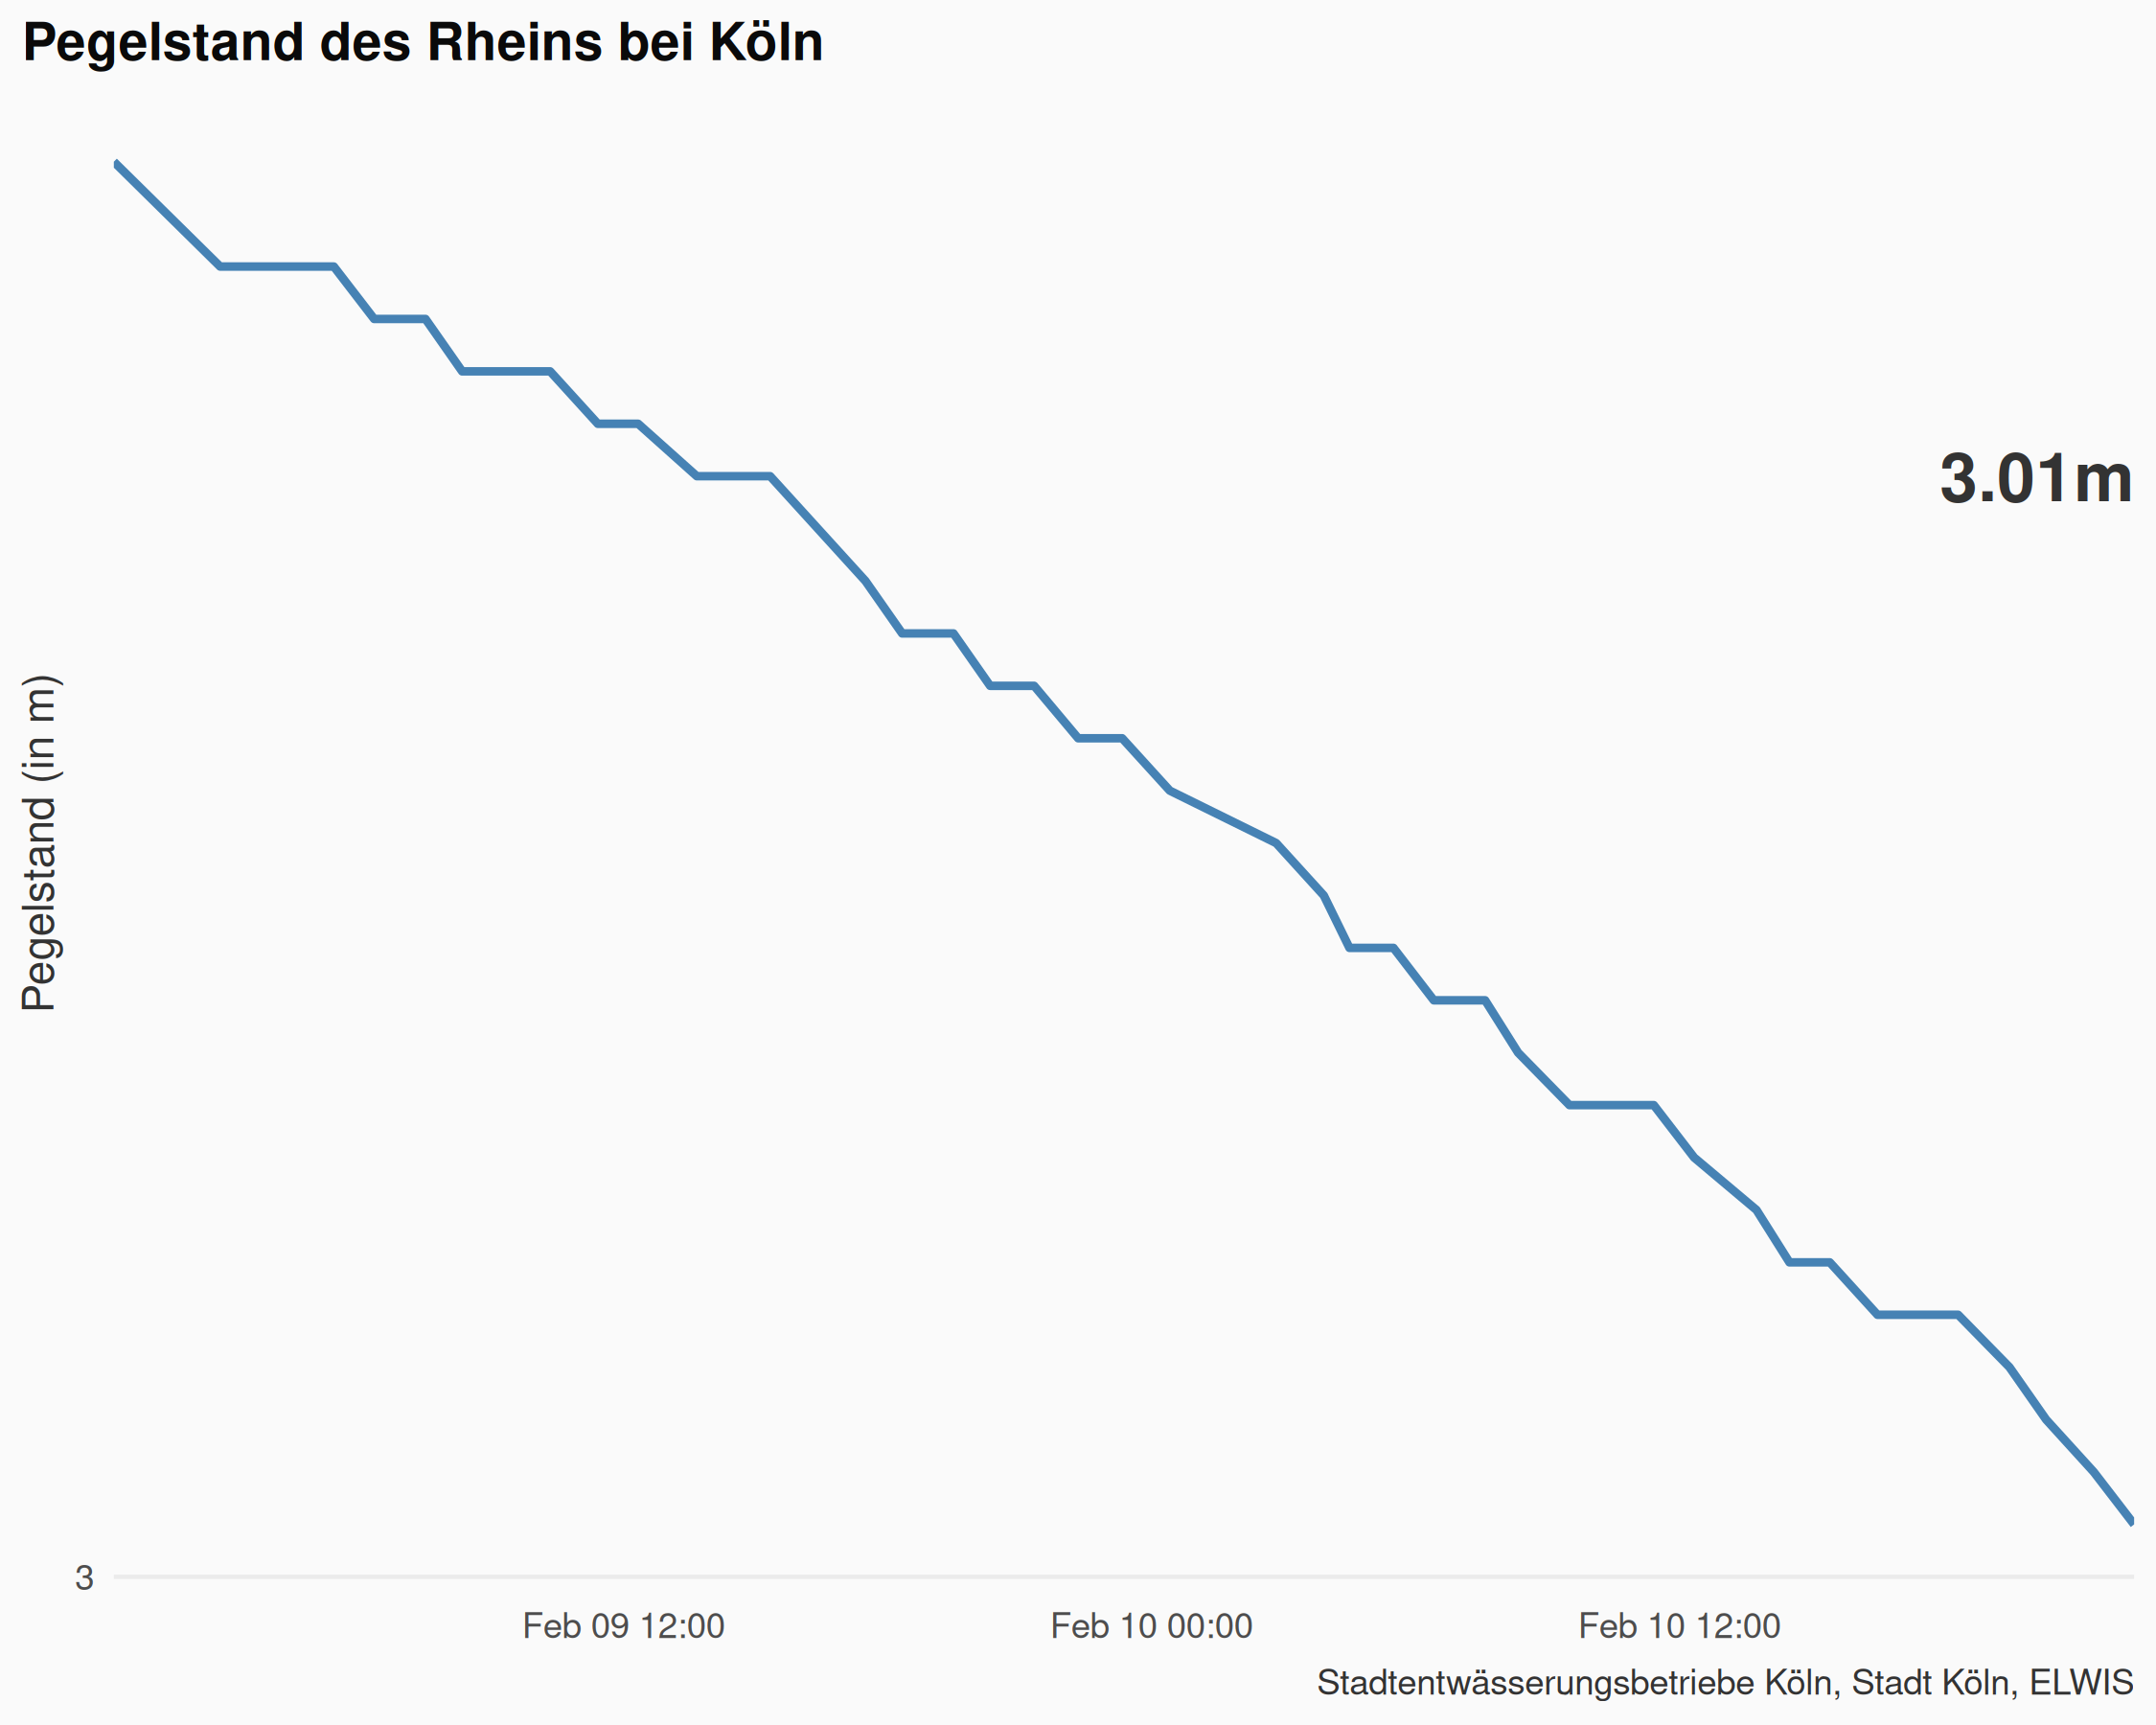 Pegelstand des Rheins bei Köln
3.01m
Pegelstand (in m)
3
Feb 09 12:00
Feb 10 00:00
Feb 10 12:00
Stadtentwässerungsbetriebe Köln, Stadt Köln, ELWIS